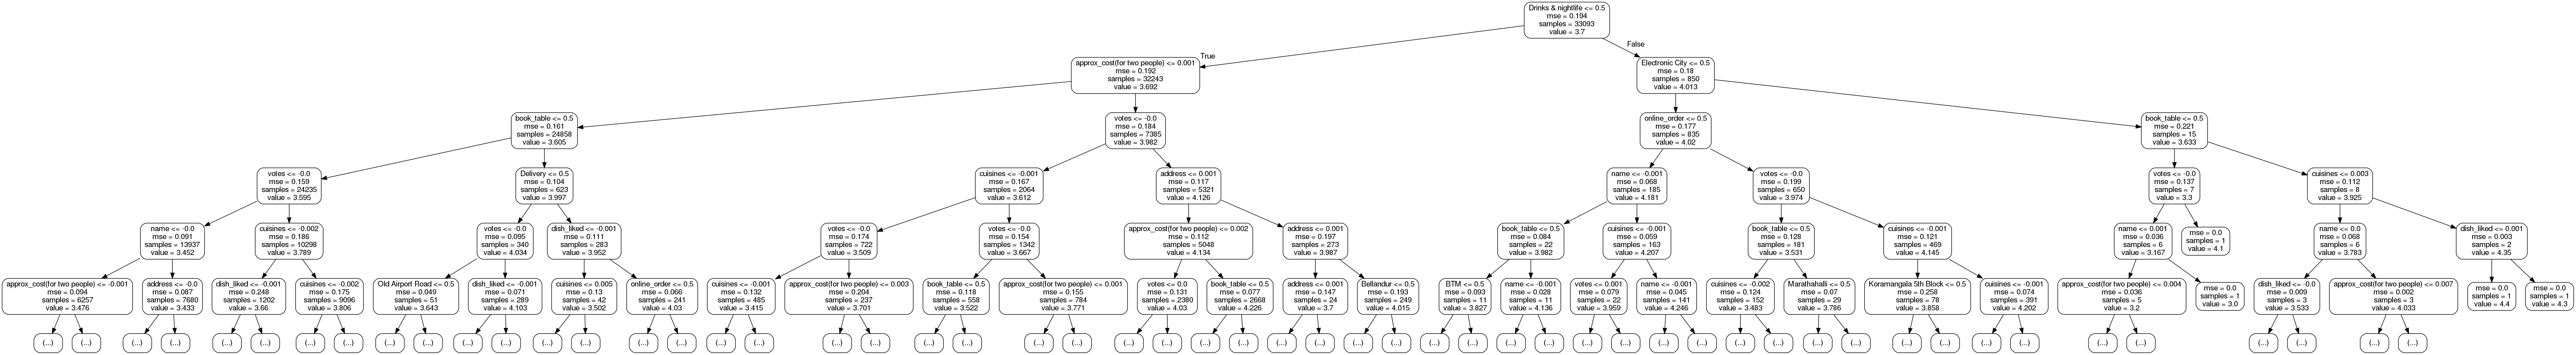 Drinks & nightlife <= 0.5
mse = 0.194
samples = 33093
value = 3.7
True
False
approx_cost(for two people) <= 0.001
mse = 0.192
samples = 32243
value = 3.692
Electronic City <= 0.5
mse = 0.18
samples = 850
value = 4.013
book_table <= 0.5
mse = 0.161
samples = 24858
value = 3.605
votes <= -0.0
mse = 0.184
samples = 7385
value = 3.982
online_order <= 0.5
mse = 0.177
samples = 835
value = 4.02
book_table <= 0.5
mse = 0.221
samples = 15
value = 3.633
votes <= -0.0
mse = 0.159
samples = 24235
value = 3.595
Delivery <= 0.5
mse = 0.104
samples = 623
value = 3.997
cuisines <= -0.001
mse = 0.167
samples = 2064
value = 3.612
address <= 0.001
mse = 0.117
samples = 5321
value = 4.126
name <= -0.001
mse = 0.068
samples = 185
value = 4.181
votes <= -0.0
mse = 0.199
samples = 650
value = 3.974
votes <= -0.0
mse = 0.137
samples = 7
value = 3.3
cuisines <= 0.003
mse = 0.112
samples = 8
value = 3.925
name <= -0.0
mse = 0.091
samples = 13937
value = 3.452
cuisines <= -0.002
mse = 0.186
samples = 10298
value = 3.789
votes <= -0.0
mse = 0.095
samples = 340
value = 4.034
dish_liked <= -0.001
mse = 0.111
samples = 283
value = 3.952
votes <= -0.0
mse = 0.174
samples = 722
value = 3.509
votes <= -0.0
mse = 0.154
samples = 1342
value = 3.667
approx_cost(for two people) <= 0.002
mse = 0.112
samples = 5048
value = 4.134
address <= 0.001
mse = 0.197
samples = 273
value = 3.987
book_table <= 0.5
mse = 0.084
samples = 22
value = 3.982
cuisines <= -0.001
mse = 0.059
samples = 163
value = 4.207
book_table <= 0.5
mse = 0.128
samples = 181
value = 3.531
cuisines <= -0.001
mse = 0.121
samples = 469
value = 4.145
name <= 0.001
mse = 0.036
samples = 6
value = 3.167
mse = 0.0
samples = 1
value = 4.1
name <= 0.0
mse = 0.068
samples = 6
value = 3.783
dish_liked <= 0.001
mse = 0.003
samples = 2
value = 4.35
approx_cost(for two people) <= -0.001
mse = 0.094
samples = 6257
value = 3.476
address <= -0.0
mse = 0.087
samples = 7680
value = 3.433
dish_liked <= -0.001
mse = 0.248
samples = 1202
value = 3.66
cuisines <= -0.002
mse = 0.175
samples = 9096
value = 3.806
Old Airport Road <= 0.5
mse = 0.049
samples = 51
value = 3.643
dish_liked <= -0.001
mse = 0.071
samples = 289
value = 4.103
cuisines <= 0.005
mse = 0.13
samples = 42
value = 3.502
online_order <= 0.5
mse = 0.066
samples = 241
value = 4.03
cuisines <= -0.001
mse = 0.132
samples = 485
value = 3.415
approx_cost(for two people) <= 0.003
mse = 0.204
samples = 237
value = 3.701
book_table <= 0.5
mse = 0.118
samples = 558
value = 3.522
approx_cost(for two people) <= 0.001
mse = 0.155
samples = 784
value = 3.771
votes <= 0.0
mse = 0.131
samples = 2380
value = 4.03
book_table <= 0.5
mse = 0.077
samples = 2668
value = 4.226
address <= 0.001
mse = 0.147
samples = 24
value = 3.7
Bellandur <= 0.5
mse = 0.193
samples = 249
value = 4.015
BTM <= 0.5
mse = 0.093
samples = 11
value = 3.827
name <= -0.001
mse = 0.028
samples = 11
value = 4.136
votes <= 0.001
mse = 0.079
samples = 22
value = 3.959
name <= -0.001
mse = 0.045
samples = 141
value = 4.246
cuisines <= -0.002
mse = 0.124
samples = 152
value = 3.483
Marathahalli <= 0.5
mse = 0.07
samples = 29
value = 3.786
Koramangala 5th Block <= 0.5
mse = 0.258
samples = 78
value = 3.858
cuisines <= -0.001
mse = 0.074
samples = 391
value = 4.202
approx_cost(for two people) <= 0.004
mse = 0.036
samples = 5
value = 3.2
mse = 0.0
samples = 1
value = 3.0
dish_liked <= -0.0
mse = 0.009
samples = 3
value = 3.533
approx_cost(for two people) <= 0.007
mse = 0.002
samples = 3
value = 4.033
mse = 0.0
samples = 1
value = 4.4
mse = 0.0
samples = 1
value = 4.3
(...) (...) (...) (...) (...) (...) (...) (...) (...) (...) (...) (...) (...) (...) (...) (...) (...) (...) (...) (...) (...) (...) (...) (...) (...) (...) (...) (...) (...) (...) (...) (...) (...) (...) (...) (...) (...) (...) (...) (...) (...) (...) (...) (...) (...) (...) (...) (...) (...) (...) (...) (...) (...) (...)